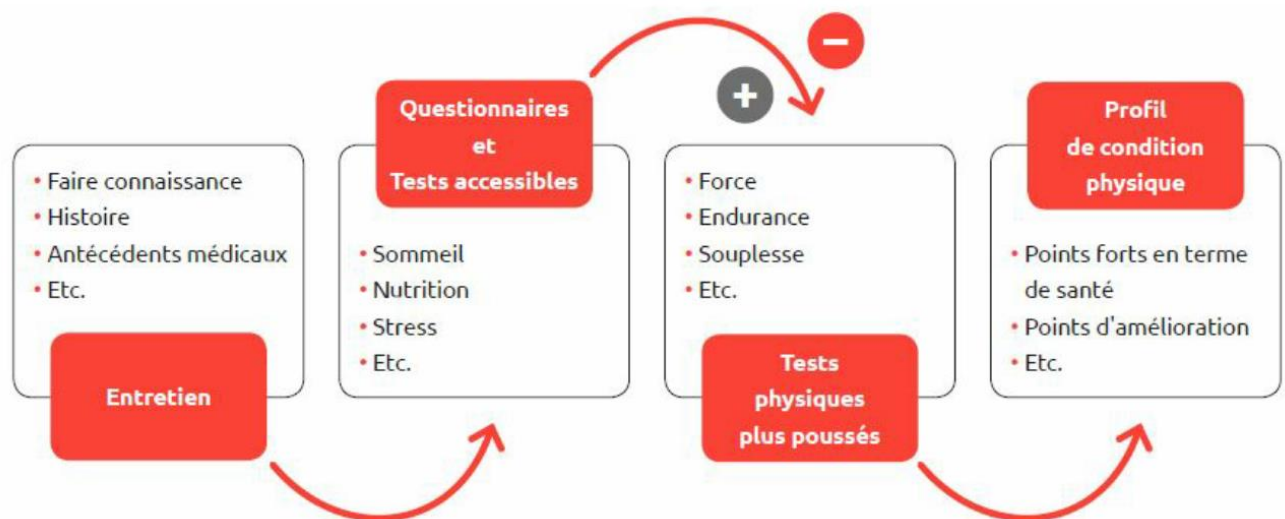 • Faire connaissance
• Histoire
• Antécédents médicaux
• Etc.
Entretien
Questionnaires
et
Tests accessibles
• Sommeil
• Nutrition
• Stress
• Etc.
+
−
• Force
• Endurance
• Souplesse
• Etc.
Tests
physiques
plus poussés
Profil
de condition
physique
• Points forts en terme
de santé
• Points d'amélioration
• Etc.